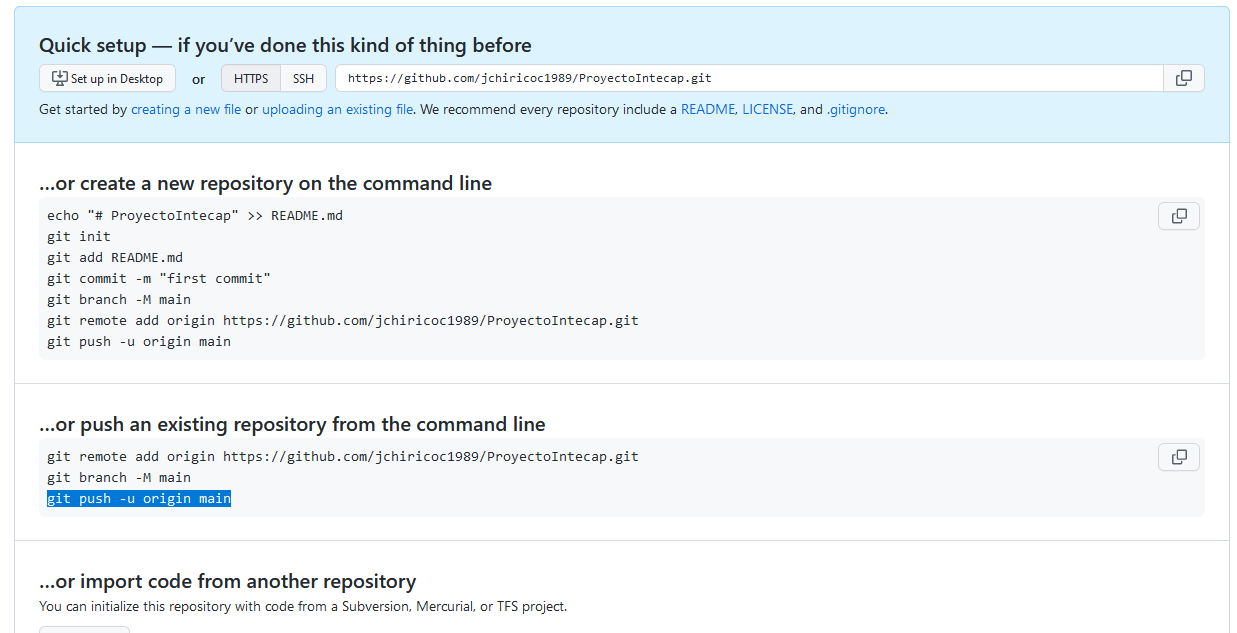 Quick setup — if you’ve done this kind of thing before
Set up in Desktop or HTTPS SSH https://github.com/jchiricoc1989/ProyectoIntecap.git
Get started by creating a new file or uploading an existing file. We recommend every repository include a README, LICENSE, and .gitignore.
…or create a new repository on the command line
echo "# ProyectoIntecap" >> README.md
git init
git add README.md
git commit -m "first commit"
git branch -M main
git remote add origin https://github.com/jchiricoc1989/ProyectoIntecap.git
git push -u origin main
…or push an existing repository from the command line
git remote add origin https://github.com/jchiricoc1989/ProyectoIntecap.git
git branch -M main
git push -u origin main
…or import code from another repository
You can initialize this repository with code from a Subversion, Mercurial, or TFS project.